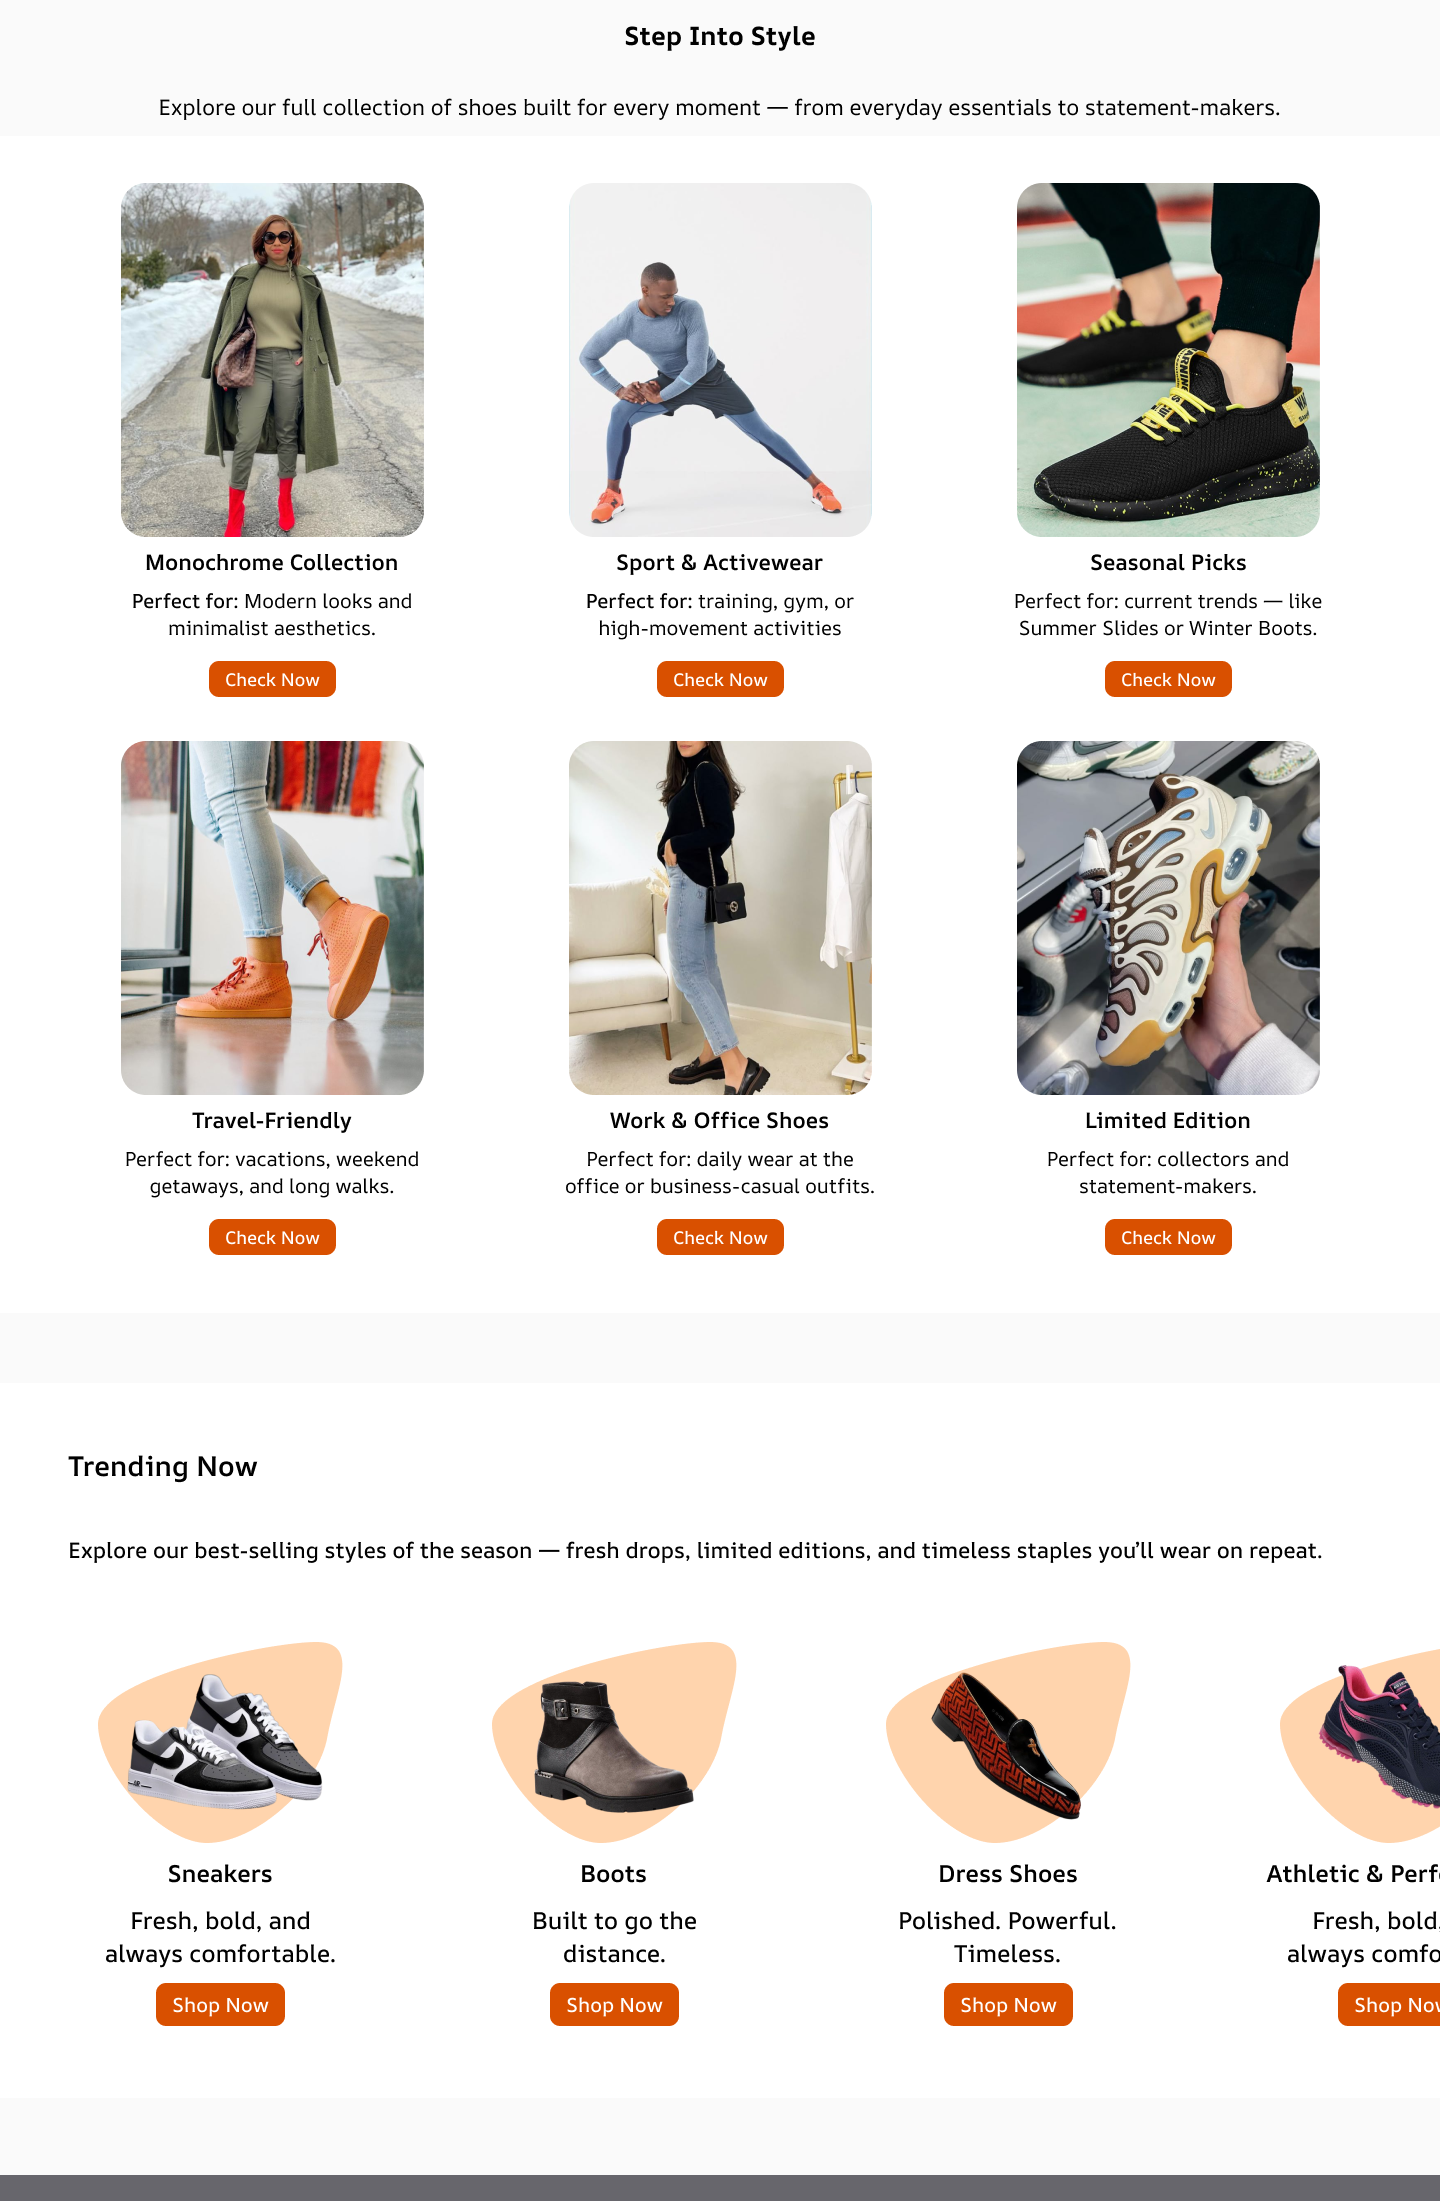 Step Into Style
Explore our full collection of shoes built for every moment — from everyday essentials to statement-makers.
Monochrome Collection
Perfect for: Modern looks and
minimalist aesthetics.
Check Now
Sport & Activewear
Perfect for: training, gym, or
high-movement activities
Check Now
Seasonal Picks
Perfect for: current trends — like
Summer Slides or Winter Boots.
Check Now
Travel-Friendly
Perfect for: vacations, weekend
getaways, and long walks.
Check Now
Work & Office Shoes
Perfect for: daily wear at the
office or business-casual outfits.
Check Now
Limited Edition
Perfect for: collectors and
statement-makers.
Check Now
Trending Now
Explore our best-selling styles of the season — fresh drops, limited editions, and timeless staples you’ll wear on repeat.
Sneakers
Fresh, bold, and
always comfortable.
Shop Now
Boots
Built to go the
distance.
Shop Now
Dress Shoes
Polished. Powerful.
Timeless.
Shop Now
Athletic & Perf
Fresh, bold,
always comfo
Shop Now